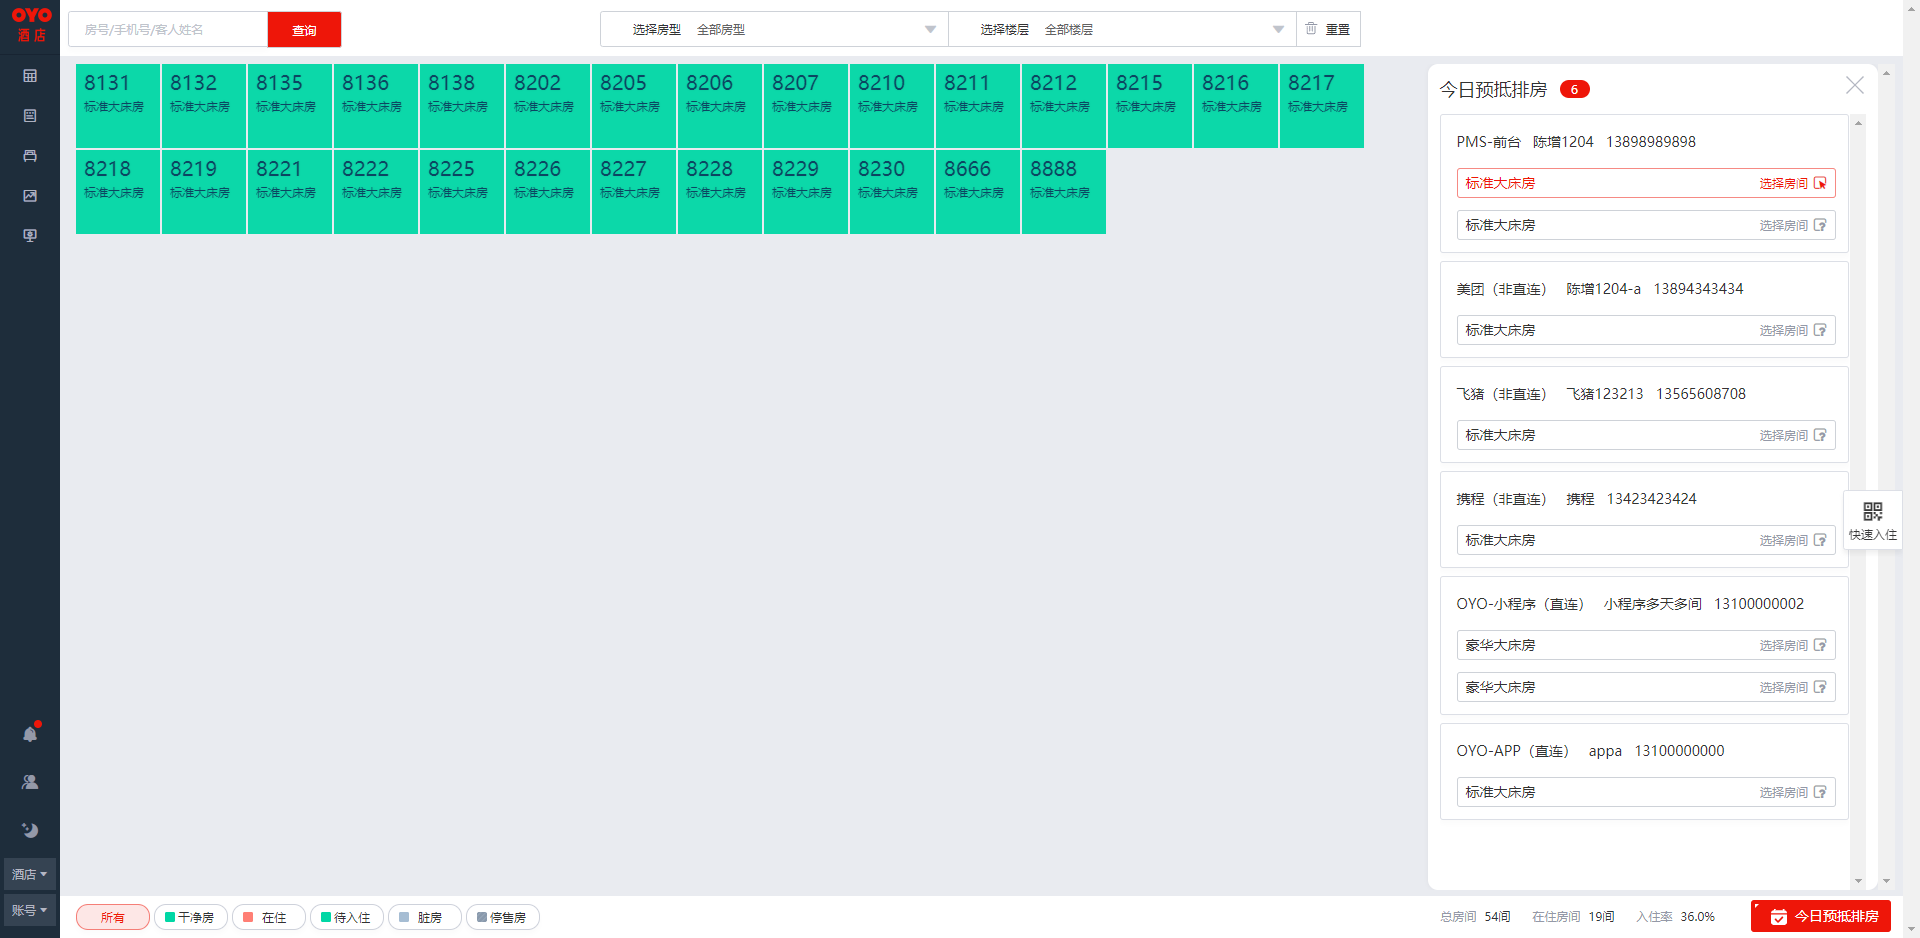 OYO
酒店
房号/手机号/客人姓名
查询
选择房型 全部房型
选择楼层 全部楼层
重置
8131 8132 8135 8136 8138 8202 8205 8206 8207 8210 8211 8212 8215 8216 8217
标准大床房 标准大床房 标准大床房 标准大床房 标准大床房 标准大床房 标准大床房 标准大床房 标准大床房 标准大床房 标准大床房 标准大床房 标准大床房 标准大床房 标准大床房
8218 8219 8221 8222 8225 8226 8227 8228 8229 8230 8666 8888
标准大床房 标准大床房 标准大床房 标准大床房 标准大床房 标准大床房 标准大床房 标准大床房 标准大床房 标准大床房 标准大床房 标准大床房
今日预抵排房 6
PMS-前台 陈增1204 13898989898
标准大床房 选择房间
标准大床房 选择房间
美团（非直连） 陈增1204-a 13894343434
标准大床房 选择房间
飞猪（非直连） 飞猪123213 13565608708
标准大床房 选择房间
携程（非直连） 携程 13423423424
标准大床房 选择房间
快速入住
OYO-小程序（直连） 小程序多天多间 13100000002
豪华大床房 选择房间
豪华大床房 选择房间
OYO-APP（直连） appa 13100000000
标准大床房 选择房间
酒店
账号
所有 干净房 在住 待入住 脏房 停售房
总房间 54间 在住房间 19间 入住率 36.0%
今日预抵排房